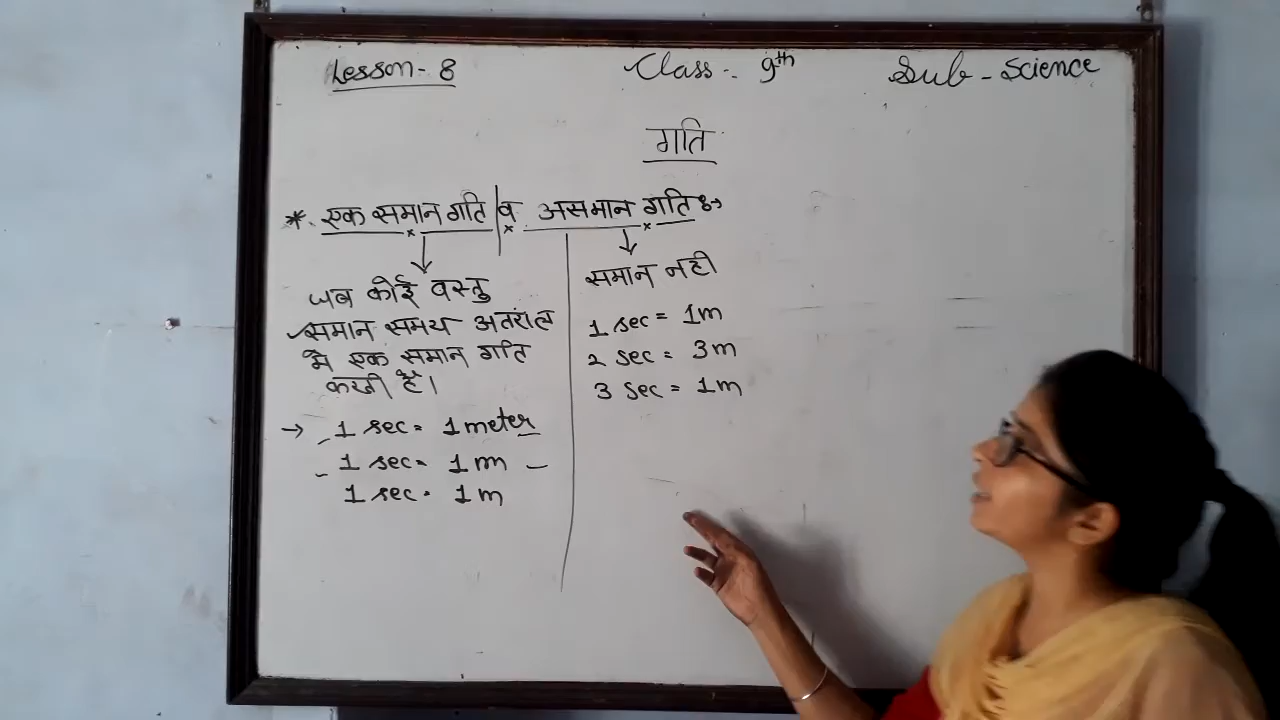 Lesson- 8
Class-. 9th
Sub - Science
गति
*. एक समान गति व असमान गति :->
जब कोई वस्तु
समान समय अतराल
मे एक समान गति
करती है।
-> 1 sec = 1 meter
- 1 sec = 1 m -
1 sec = 1 m
समान नही
1 sec = 1m
2 sec = 3m
3 sec = 1m